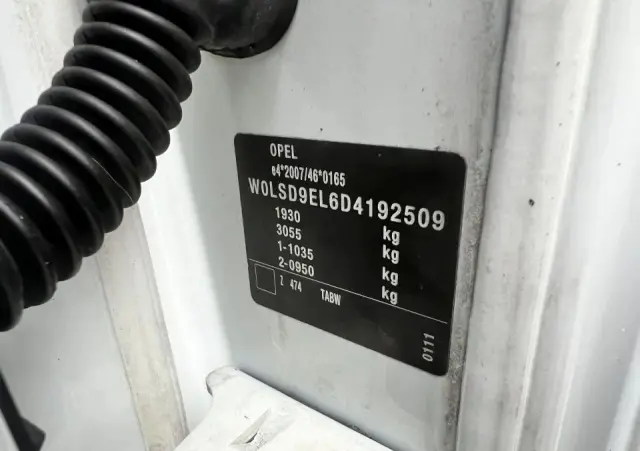 OPEL
e4*2007/46*0165
W0LSD9EL6D4192509
1930 kg
3055 kg
1-1035 kg
2-0950 kg
Z 474 TABW
0111